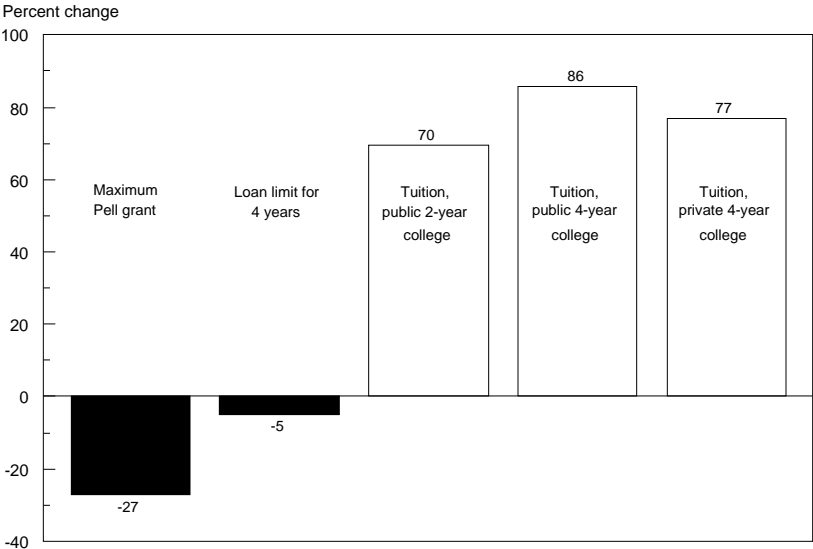 Percent change
100
80
60
40
20
0
-20
-40
Maximum
Pell grant
-27
Loan limit for
4 years
-5
70
Tuition,
public 2-year
college
86
Tuition,
public 4-year
college
77
Tuition,
private 4-year
college